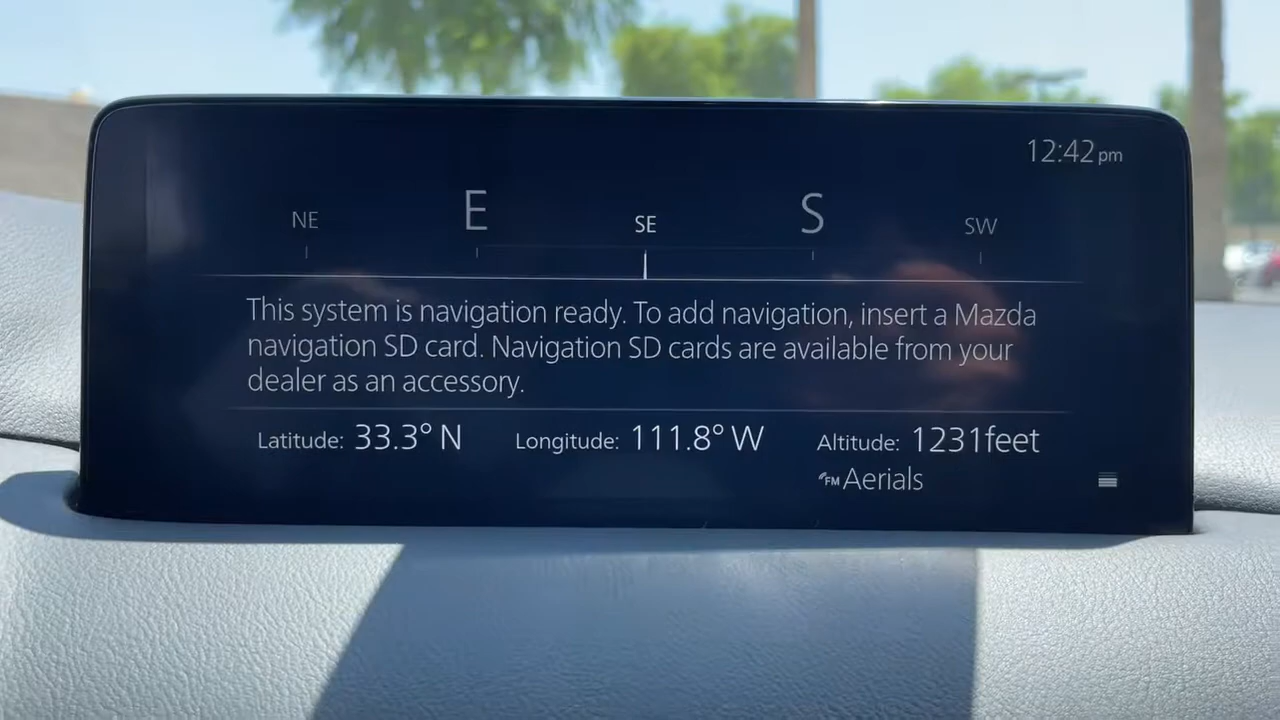 12:42 pm
NE E SE S SW
This system is navigation ready. To add navigation, insert a Mazda
navigation SD card. Navigation SD cards are available from your
dealer as an accessory.
Latitude: 33.3° N Longitude: 111.8° W Altitude: 1231feet
FM Aerials